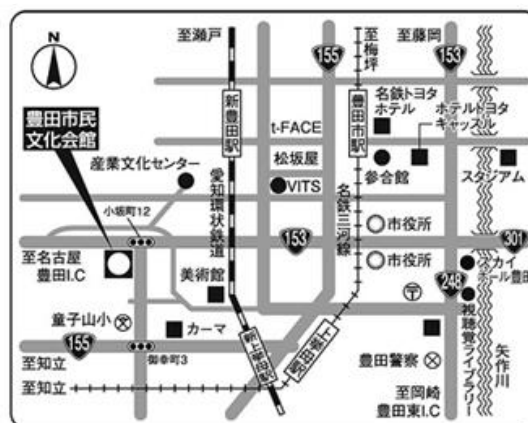 N
至瀬戸
155
至梅坪
至藤岡
153
新豊田駅
豊田市駅
名鉄トヨタ
ホテル
ホテルトヨタ
キャッスル
豊田市民
文化会館
t-FACE
産業文化センター
松坂屋
VITS
参合館
スタジアム
小坂町12
愛知環状鉄道
名鉄三河線
市役所
153
301
至名古屋
豊田I.C
市役所
スカイ
ホール豊田
248
美術館
童子山小
カーマ
視聴覚ライブラリー
矢作川
155
新上挙母駅
上挙母駅
豊田警察
至知立
御幸町3
至知立
至岡崎
豊田東I.C